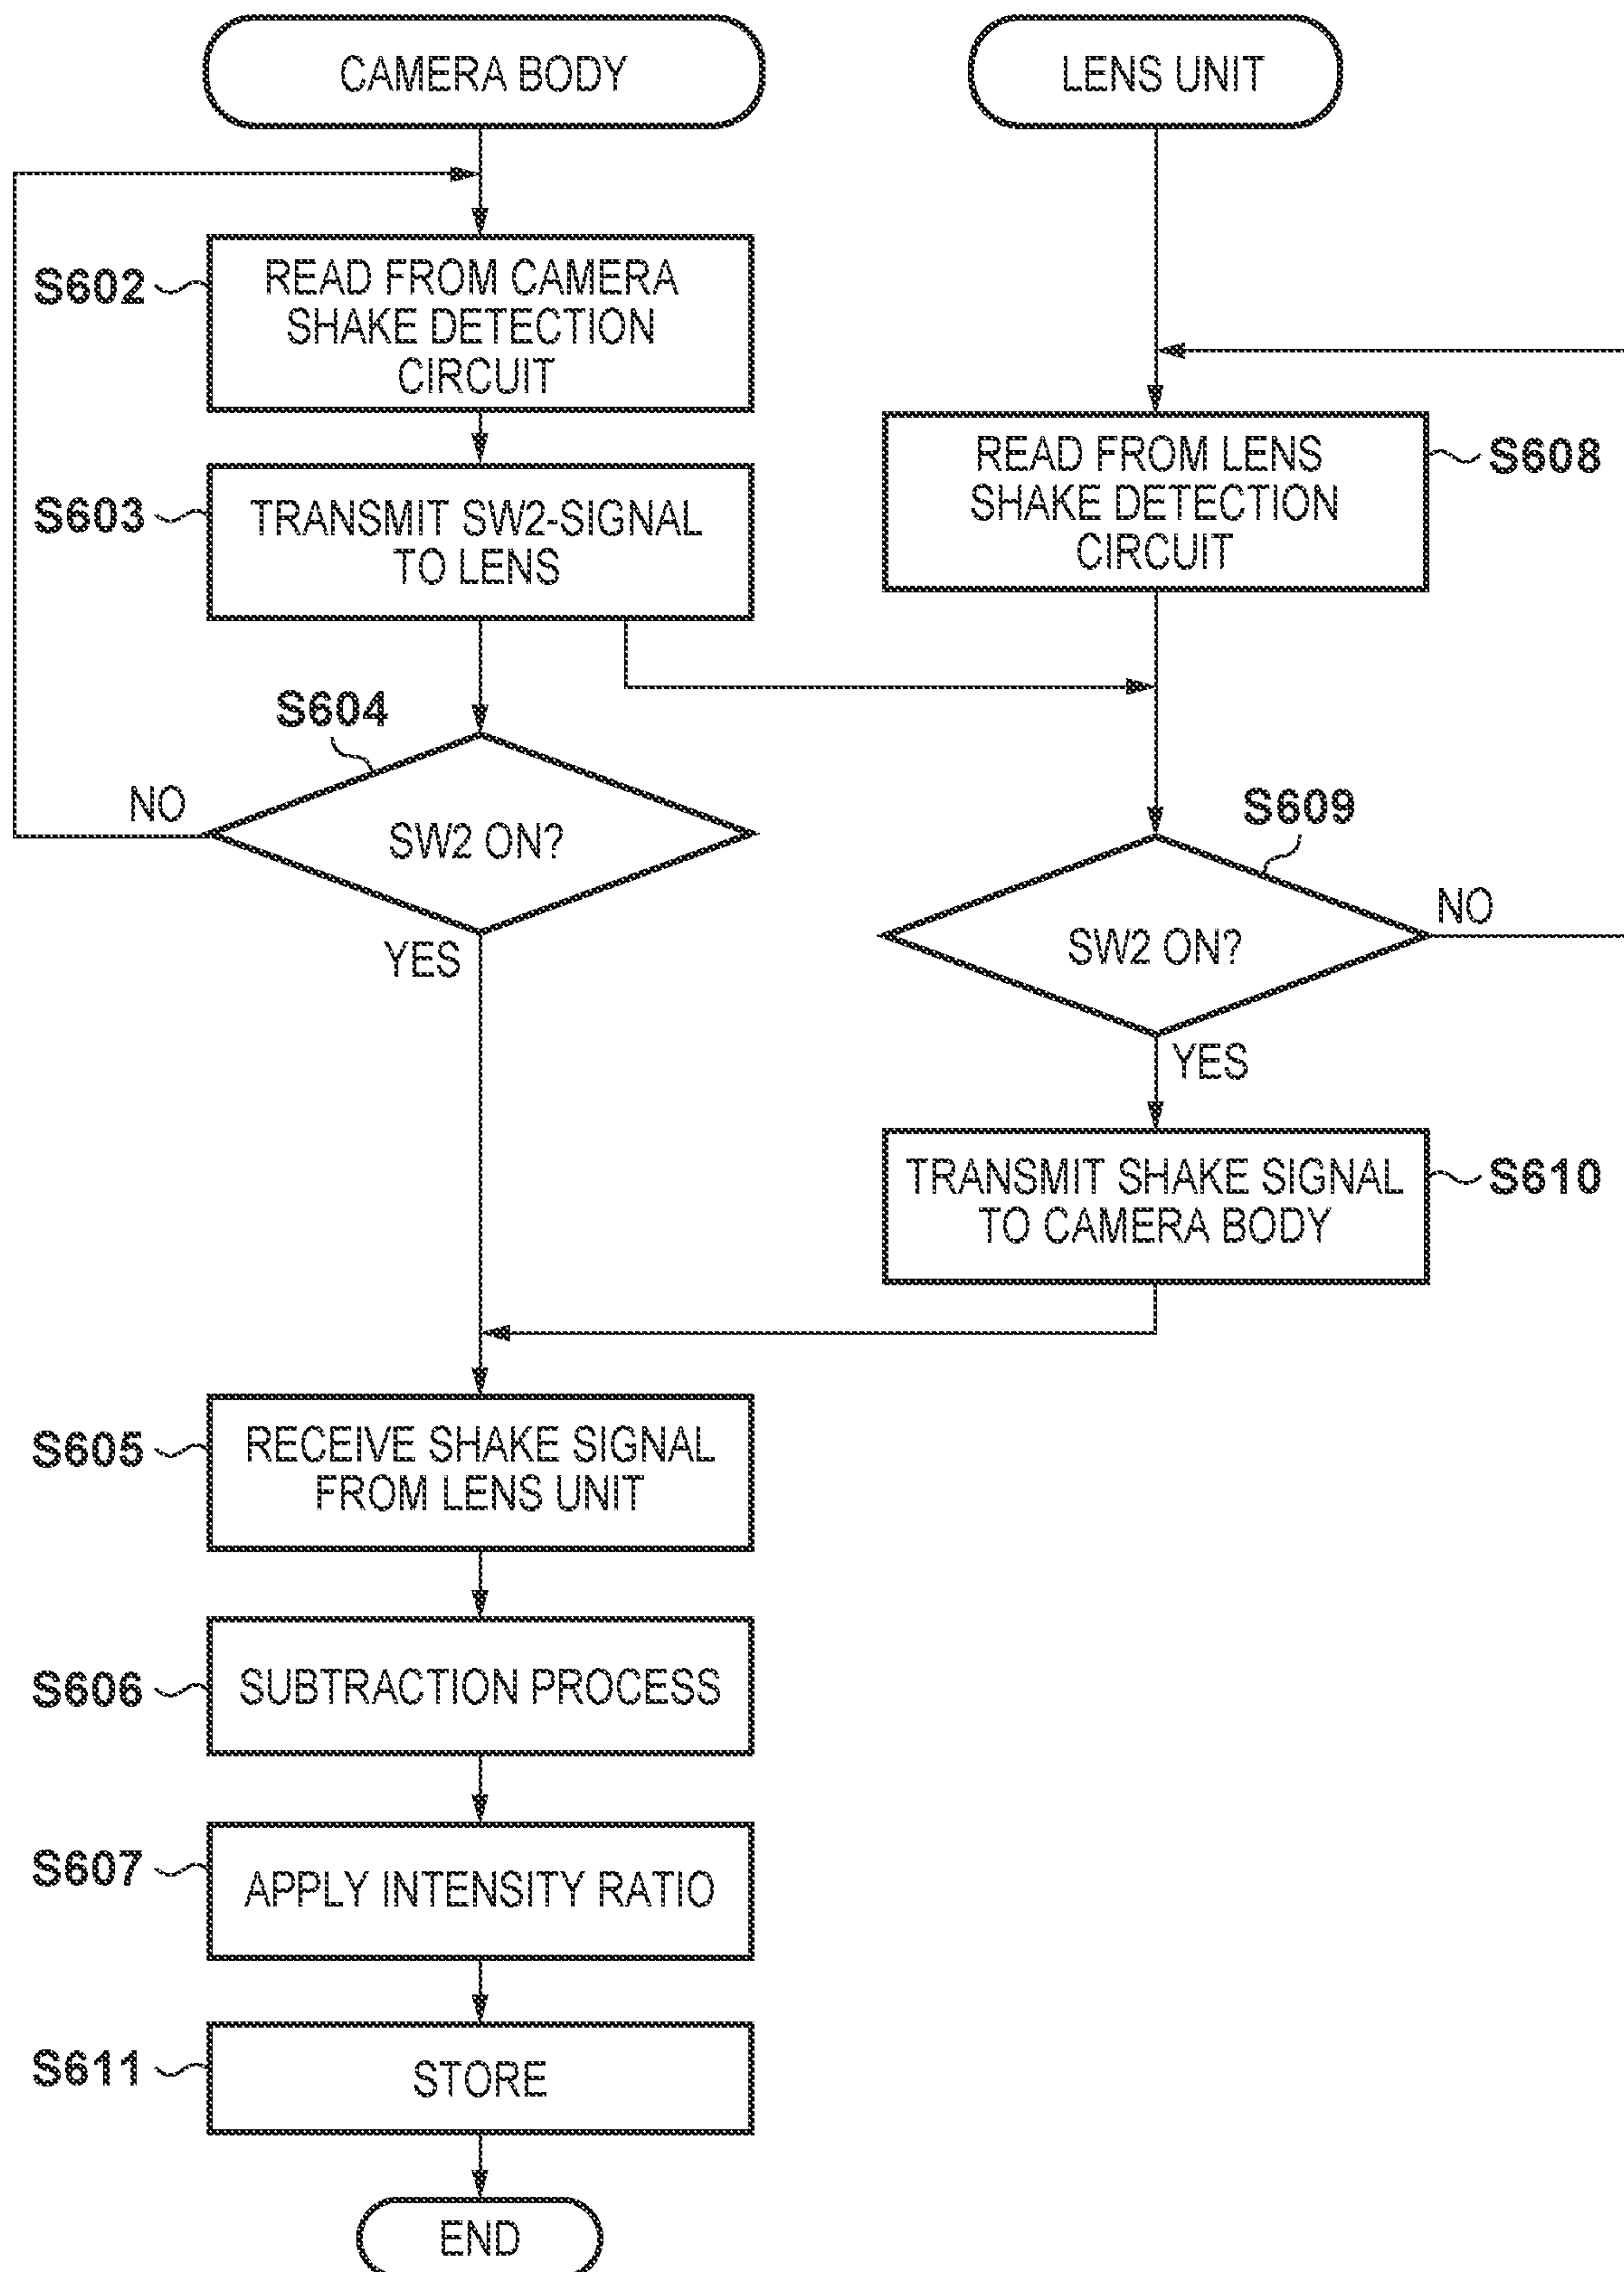 CAMERA BODY
LENS UNIT
S602
READ FROM CAMERA
SHAKE DETECTION
CIRCUIT
S603
TRANSMIT SW2-SIGNAL
TO LENS
READ FROM LENS
SHAKE DETECTION
CIRCUIT
S608
S604
NO
SW2 ON?
YES
S609
SW2 ON?
NO
YES
TRANSMIT SHAKE SIGNAL
TO CAMERA BODY
S610
S605
RECEIVE SHAKE SIGNAL
FROM LENS UNIT
S606
SUBTRACTION PROCESS
S607
APPLY INTENSITY RATIO
S611
STORE
END